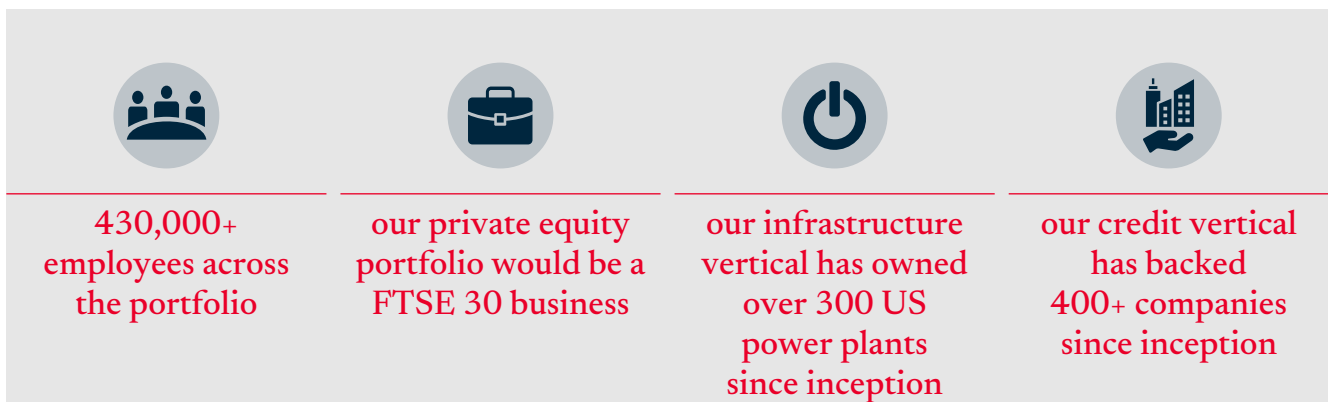 430,000+
employees across
the portfolio
our private equity
portfolio would be a
FTSE 30 business
our infrastructure
vertical has owned
over 300 US
power plants
since inception
our credit vertical
has backed
400+ companies
since inception